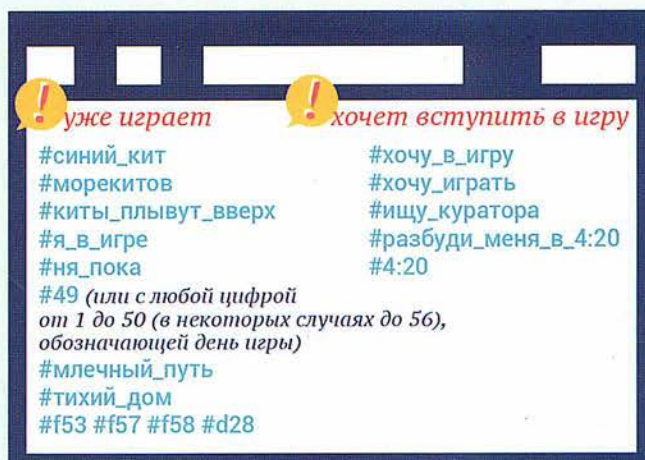 уже играет
#синий_кит
#морекитов
#киты_плывут_вверх
#я_в_игре
#ня_пока
#49 (или с любой цифрой
от 1 до 50 (в некоторых случаях до 56),
обозначающей день игры)
#млечный_путь
#тихий_дом
#f53 #f57 #f58 #d28
хочет вступить в игру
#хочу_в_игру
#хочу_играть
#ищу_куратора
#разбуди_меня_в_4:20
#4:20